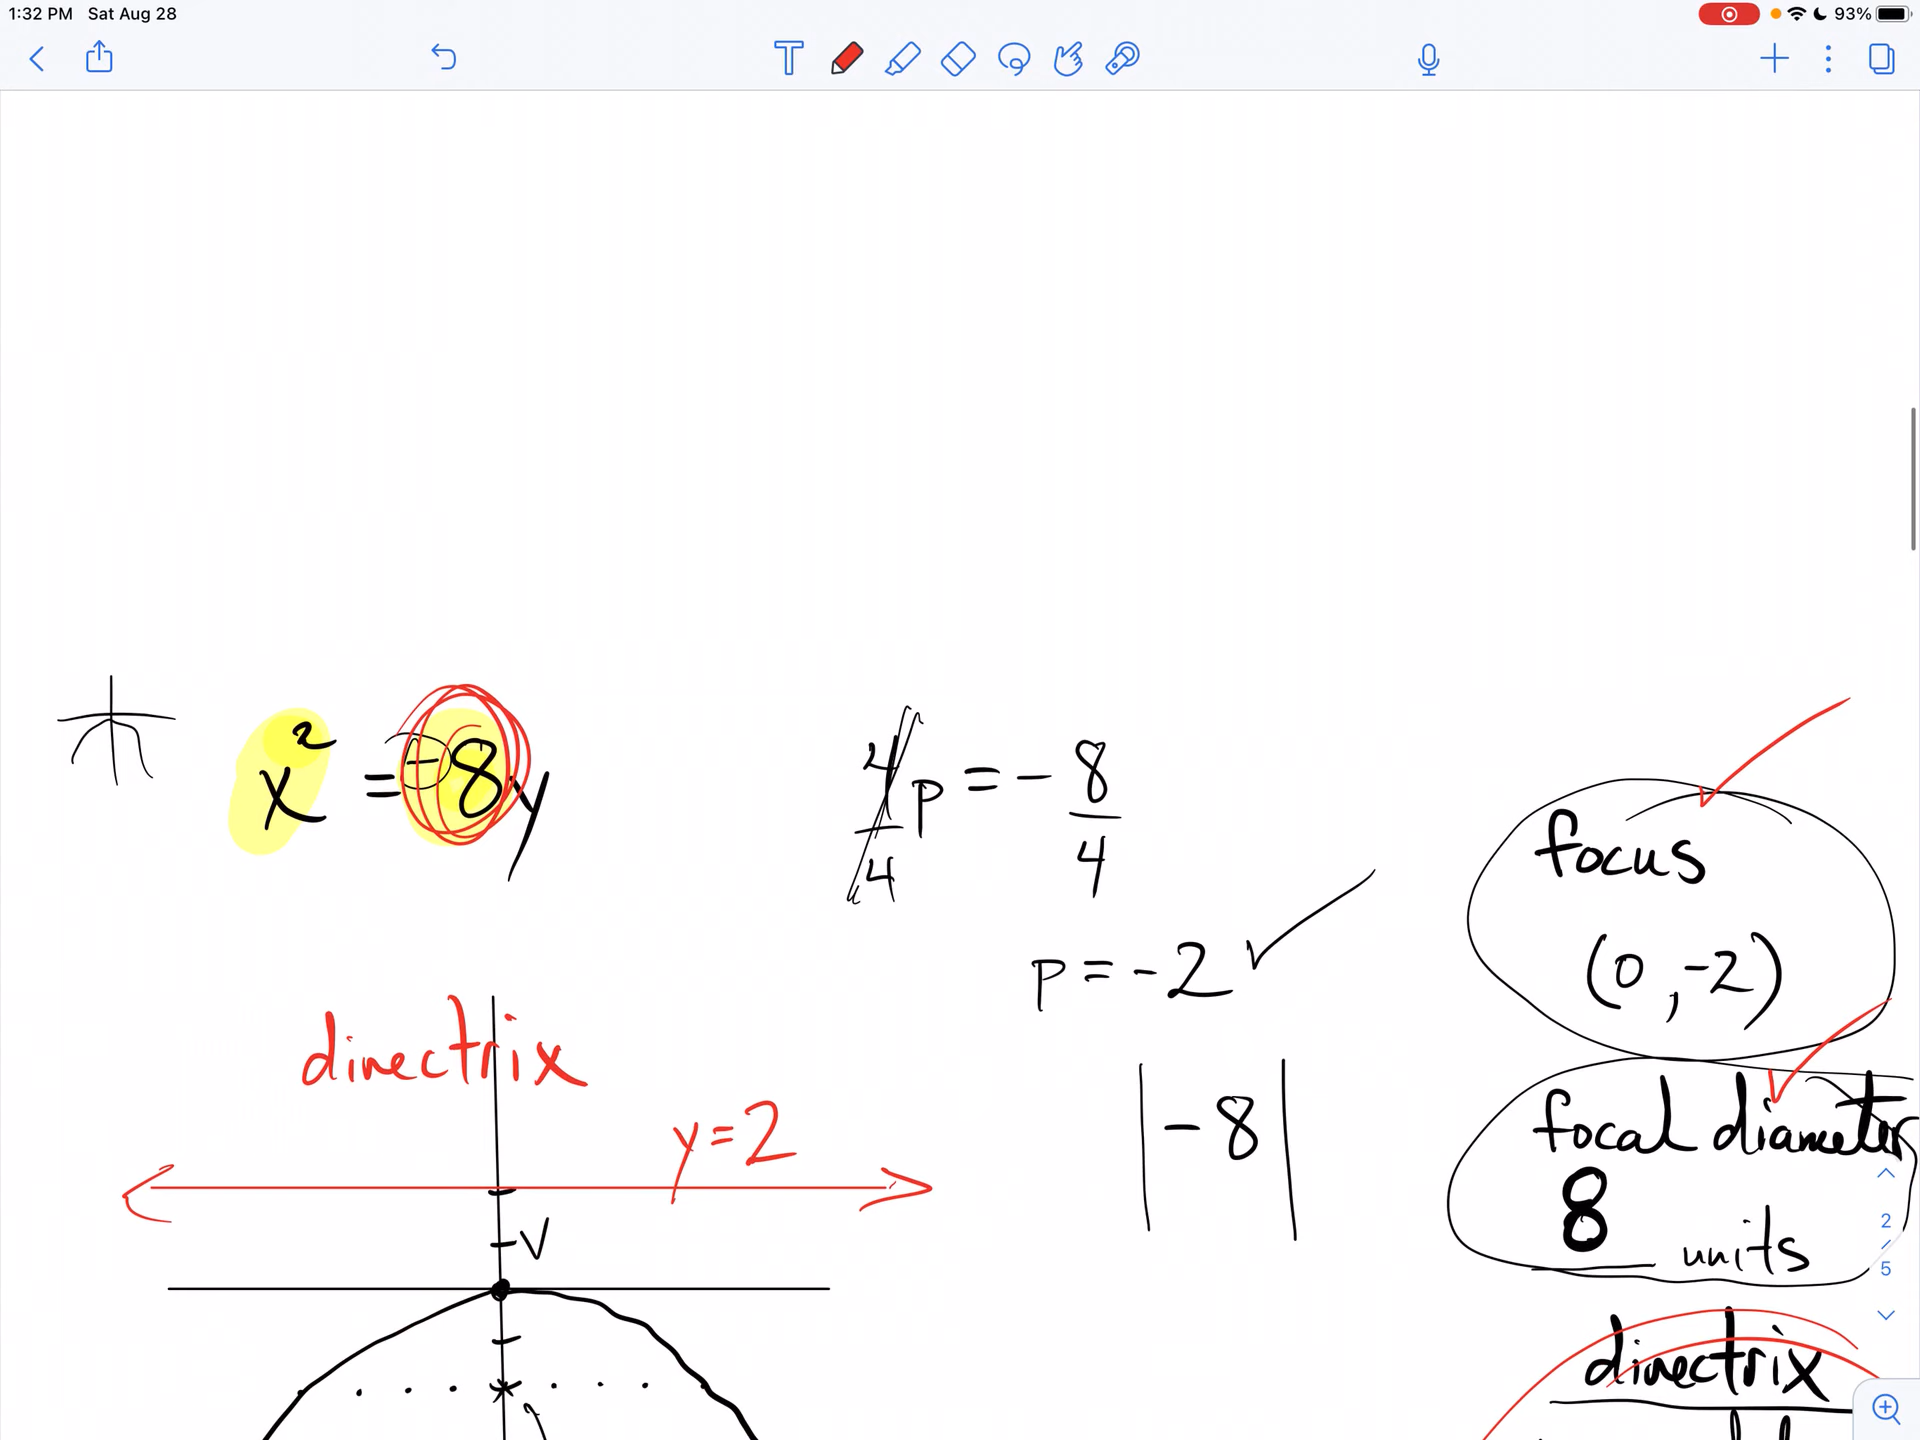 1:32 PM Sat Aug 28
93%
x² = -8y
4p = -8
4 4
p = -2
focus
(0, -2)
directrix
y = 2
|-8|
focal diameter
8 units
V
2
5
directrix